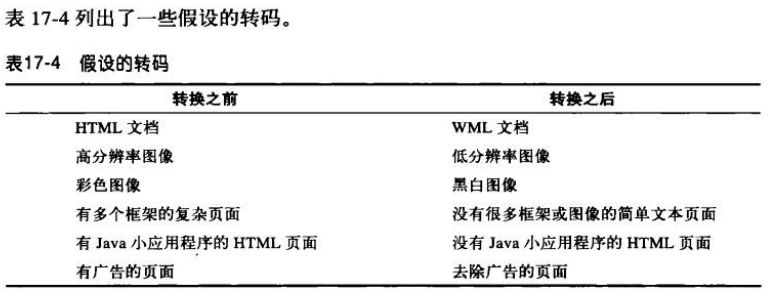 表 17-4 列出了一些假设的转码。
表17-4 假设的转码
转换之前 转换之后
HTML 文档 WML 文档
高分辨率图像 低分辨率图像
彩色图像 黑白图像
有多个框架的复杂页面 没有很多框架或图像的简单文本页面
有 Java 小应用程序的 HTML 页面 没有 Java 小应用程序的 HTML 页面
有广告的页面 去除广告的页面